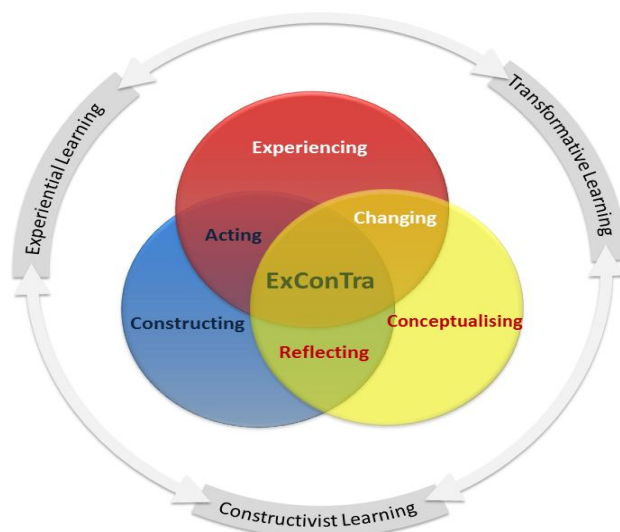 Experiential Learning
Transformative Learning
Experiencing
Changing
Acting
ExConTra
Constructing
Conceptualising
Reflecting
Constructivist Learning